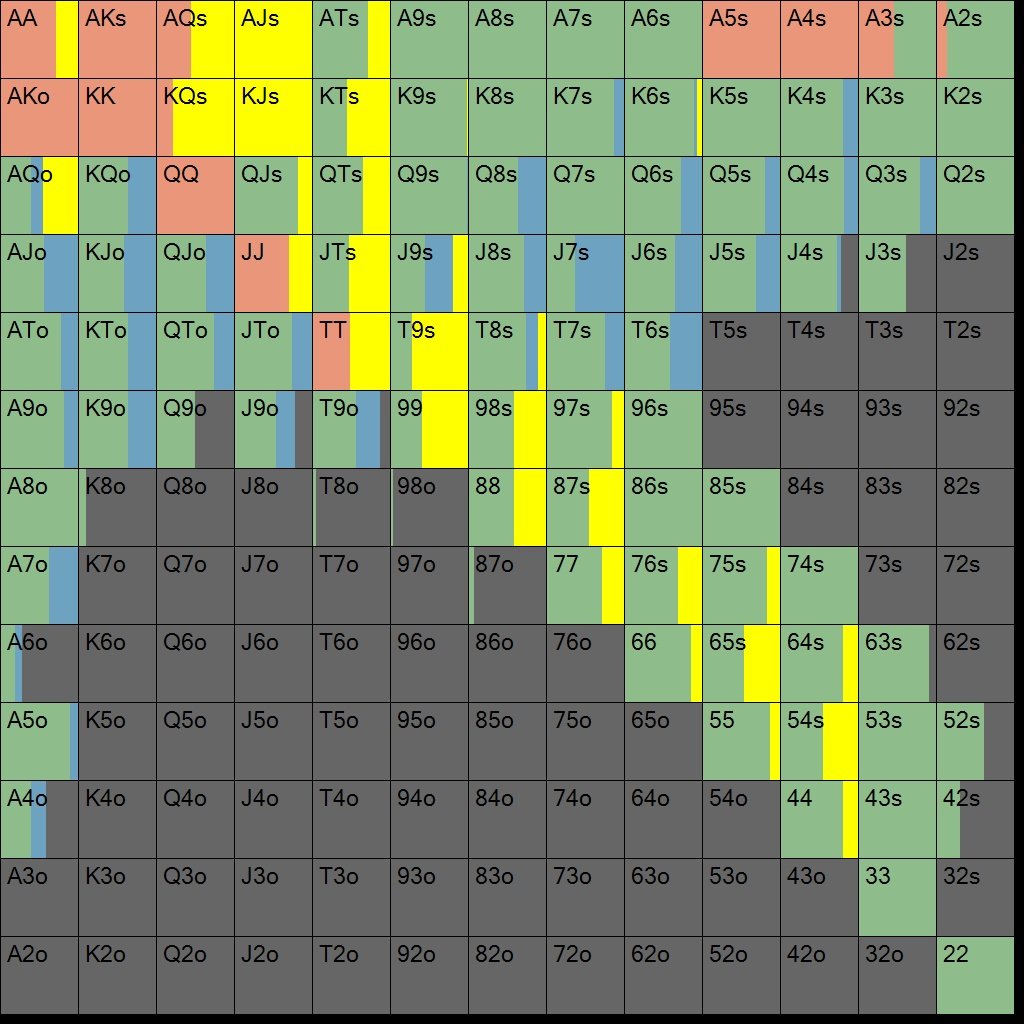 AA AKs AQs AJs ATs A9s A8s A7s A6s A5s A4s A3s A2s
AKo KK KQs KJs KTs K9s K8s K7s K6s K5s K4s K3s K2s
AQo KQo QQ QJs QTs Q9s Q8s Q7s Q6s Q5s Q4s Q3s Q2s
AJo KJo QJo JJ JTs J9s J8s J7s J6s J5s J4s J3s J2s
ATo KTo QTo JTo TT T9s T8s T7s T6s T5s T4s T3s T2s
A9o K9o Q9o J9o T9o 99 98s 97s 96s 95s 94s 93s 92s
A8o K8o Q8o J8o T8o 98o 88 87s 86s 85s 84s 83s 82s
A7o K7o Q7o J7o T7o 97o 87o 77 76s 75s 74s 73s 72s
A6o K6o Q6o J6o T6o 96o 86o 76o 66 65s 64s 63s 62s
A5o K5o Q5o J5o T5o 95o 85o 75o 65o 55 54s 53s 52s
A4o K4o Q4o J4o T4o 94o 84o 74o 64o 54o 44 43s 42s
A3o K3o Q3o J3o T3o 93o 83o 73o 63o 53o 43o 33 32s
A2o K2o Q2o J2o T2o 92o 82o 72o 62o 52o 42o 32o 22